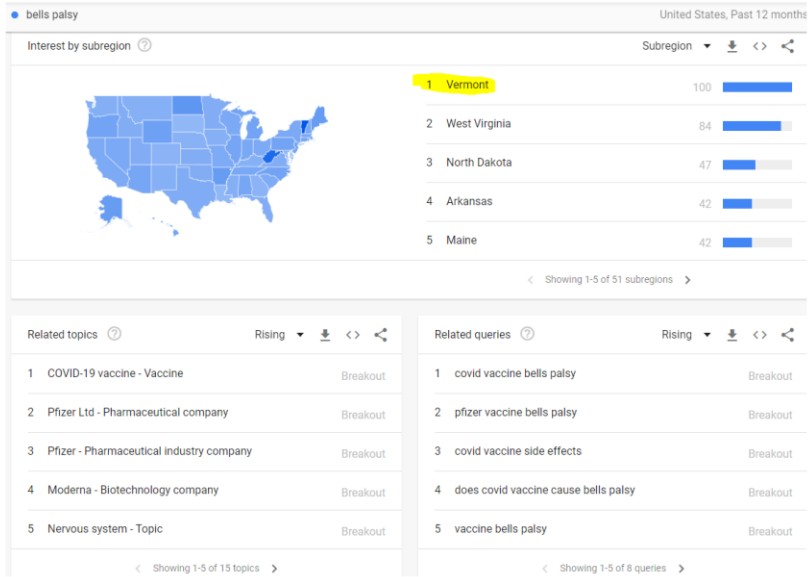 bells palsy United States, Past 12 months
Interest by subregion Subregion
1 Vermont 100
2 West Virginia 84
3 North Dakota 47
4 Arkansas 42
5 Maine 42
Showing 1-5 of 51 subregions
Related topics Rising
1 COVID-19 vaccine - Vaccine Breakout
2 Pfizer Ltd - Pharmaceutical company Breakout
3 Pfizer - Pharmaceutical industry company Breakout
4 Moderna - Biotechnology company Breakout
5 Nervous system - Topic Breakout
Showing 1-5 of 15 topics
Related queries Rising
1 covid vaccine bells palsy Breakout
2 pfizer vaccine bells palsy Breakout
3 covid vaccine side effects Breakout
4 does covid vaccine cause bells palsy Breakout
5 vaccine bells palsy Breakout
Showing 1-5 of 8 queries